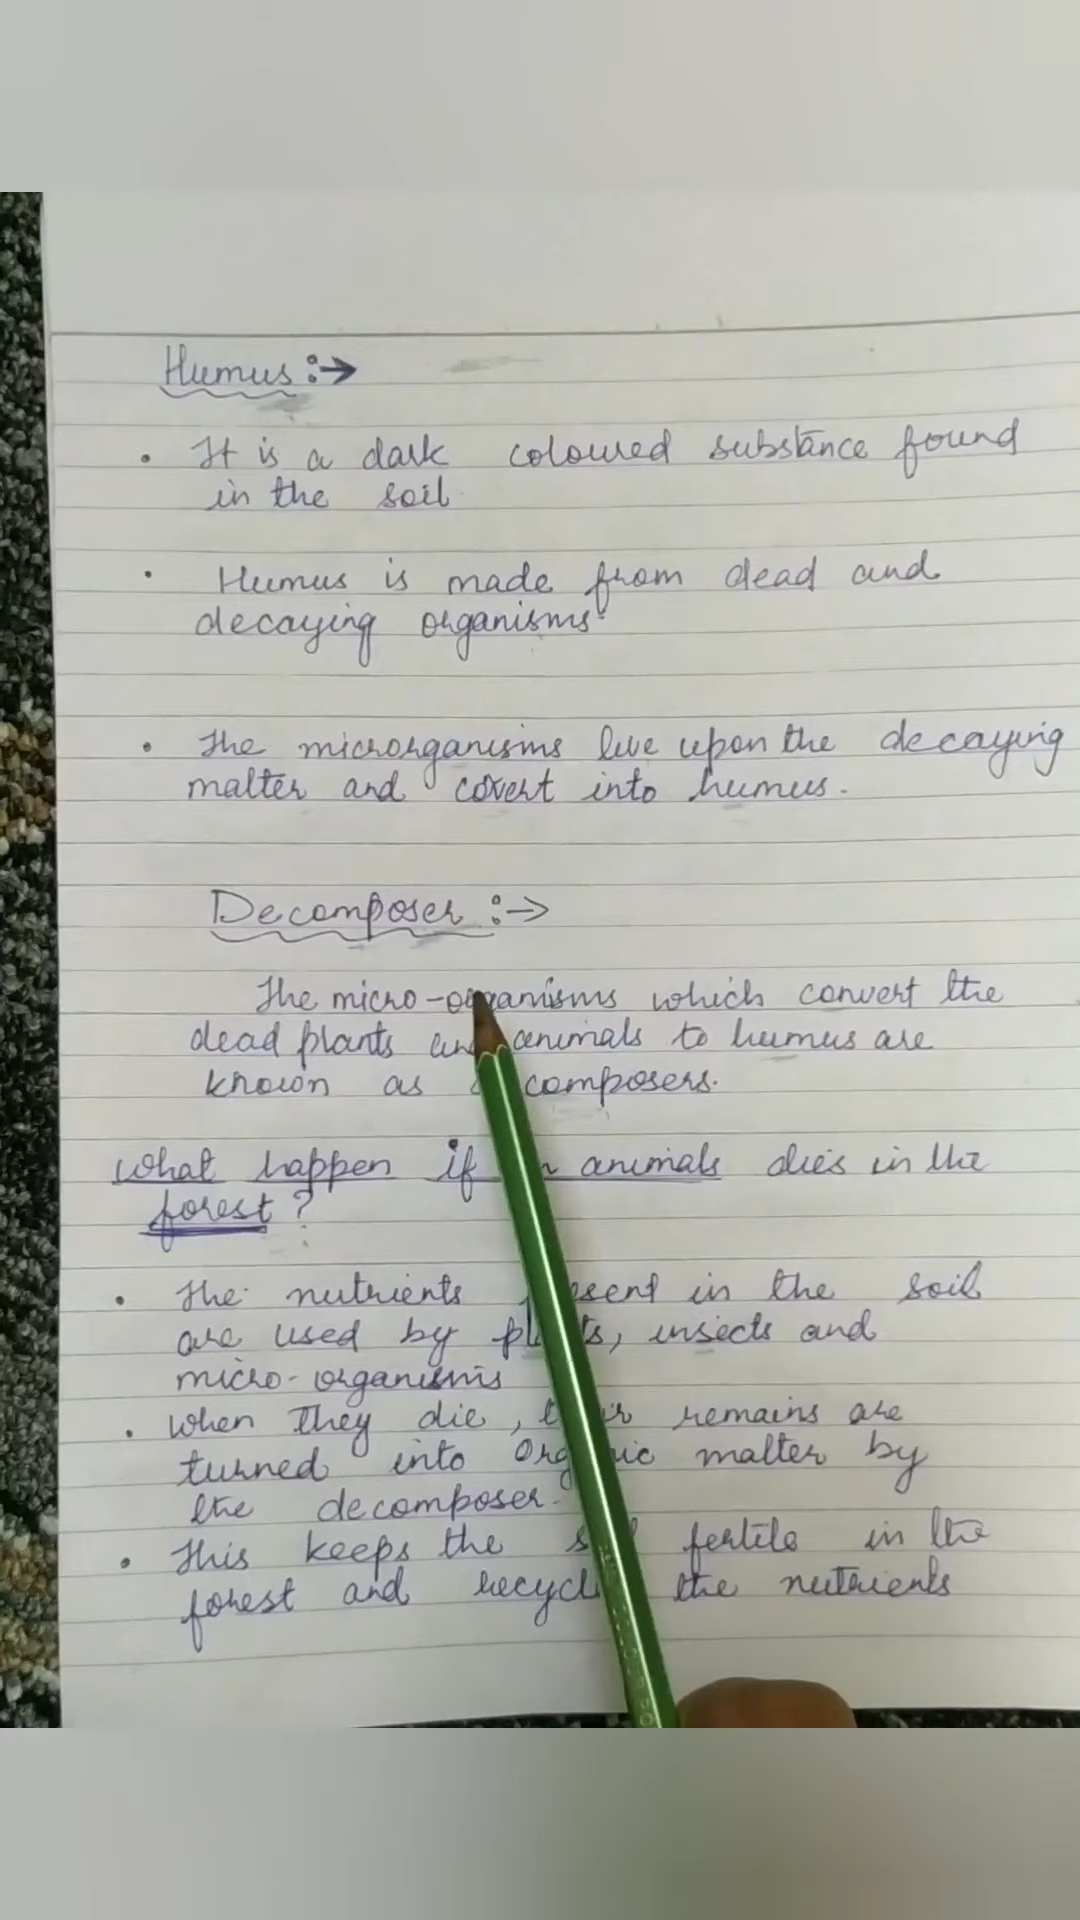 Humus :→
• It is a dark coloured substance found
in the soil.
• Humus is made from dead and
decaying organisms.
• The microrganisms live upon the decaying
matter and covert into humus.
Decomposer :→
The micro-organisms which convert the
dead plants and animals to humus are
known as composers.
What happen if animals dies in the
forest?
• The nutrients in the soil
are used by plants, insects and
micro-organisms
• When they die, their remains are
turned into organic matter by
the decomposer.
• This keeps the fertile in the
forest and the nutrients